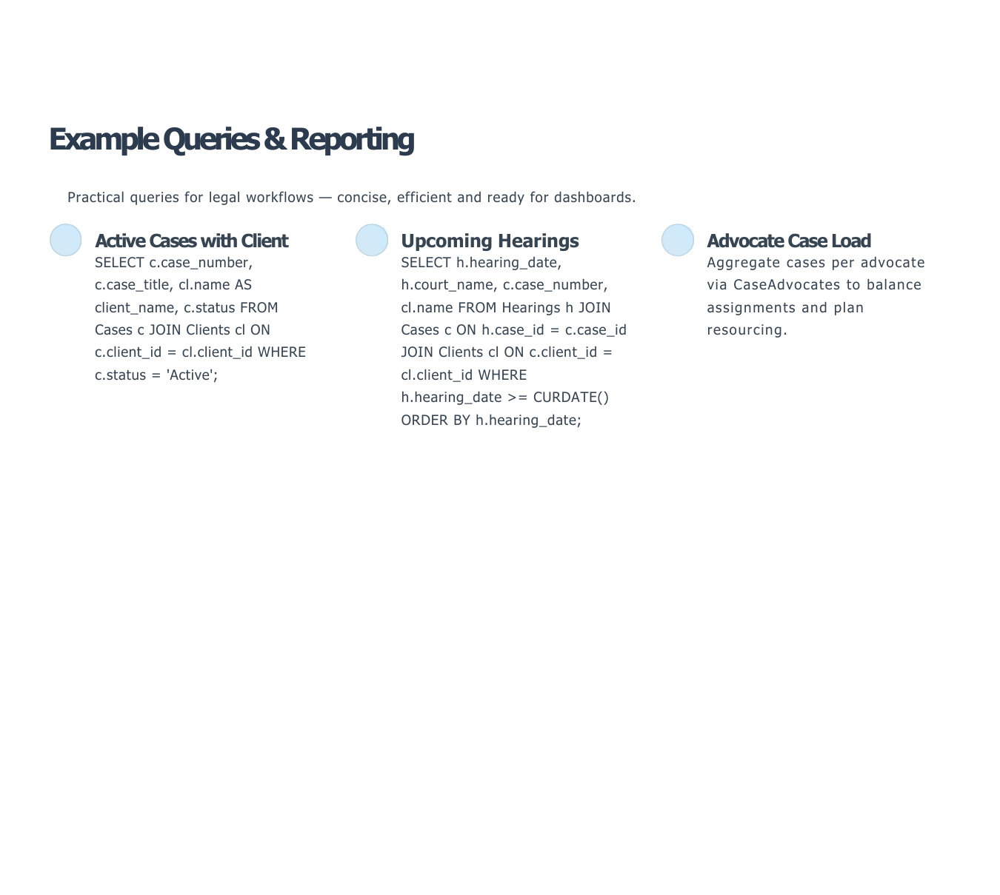 Example Queries & Reporting
Practical queries for legal workflows — concise, efficient and ready for dashboards.
Active Cases with Client
SELECT c.case_number,
c.case_title, cl.name AS
client_name, c.status FROM
Cases c JOIN Clients cl ON
c.client_id = cl.client_id WHERE
c.status = 'Active';
Upcoming Hearings
SELECT h.hearing_date,
h.court_name, c.case_number,
cl.name FROM Hearings h JOIN
Cases c ON h.case_id = c.case_id
JOIN Clients cl ON c.client_id =
cl.client_id WHERE
h.hearing_date >= CURDATE()
ORDER BY h.hearing_date;
Advocate Case Load
Aggregate cases per advocate
via CaseAdvocates to balance
assignments and plan
resourcing.